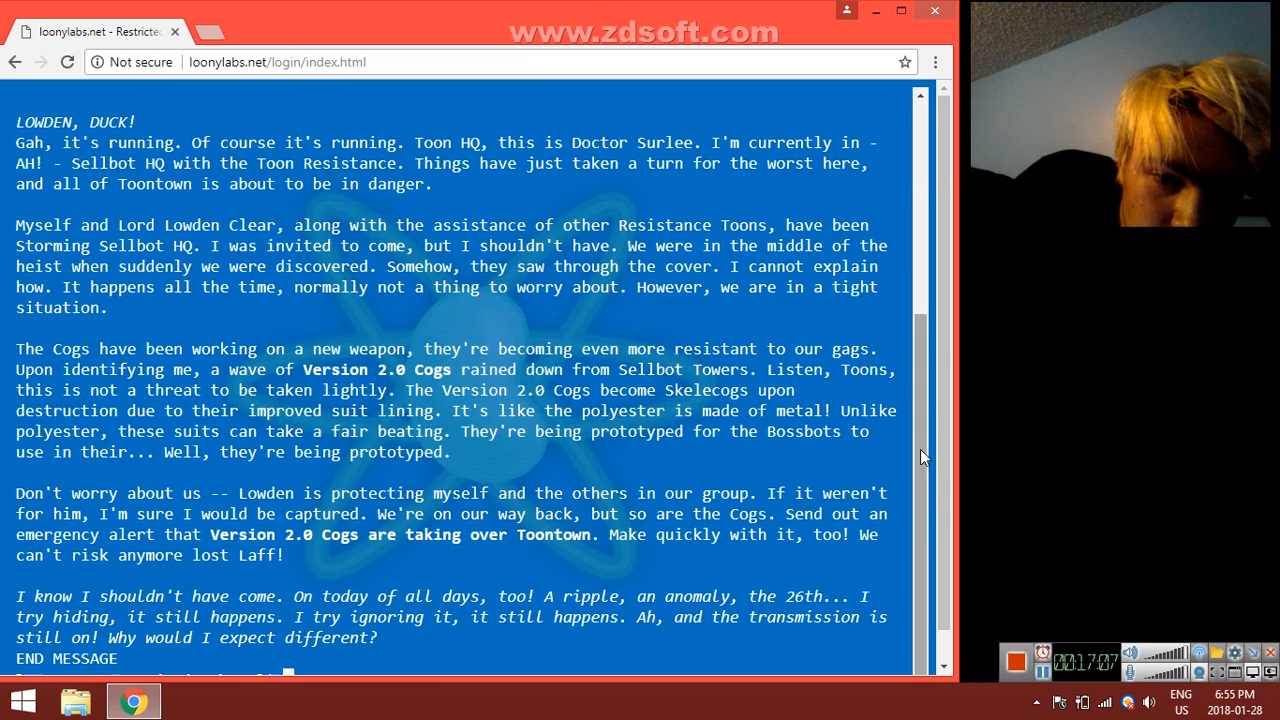 www.zdsoft.com
loonylabs.net - Restricte
Not secure loonylabs.net/login/index.html
LOWDEN, DUCK!
Gah, it's running. Of course it's running. Toon HQ, this is Doctor Surlee. I'm currently in -
AH! - Sellbot HQ with the Toon Resistance. Things have just taken a turn for the worst here,
and all of Toontown is about to be in danger.
Myself and Lord Lowden Clear, along with the assistance of other Resistance Toons, have been
Storming Sellbot HQ. I was invited to come, but I shouldn't have. We were in the middle of the
heist when suddenly we were discovered. Somehow, they saw through the cover. I cannot explain
how. It happens all the time, normally not a thing to worry about. However, we are in a tight
situation.
The Cogs have been working on a new weapon, they're becoming even more resistant to our gags.
Upon identifying me, a wave of Version 2.0 Cogs rained down from Sellbot Towers. Listen, Toons,
this is not a threat to be taken lightly. The Version 2.0 Cogs become Skelecogs upon
destruction due to their improved suit lining. It's like the polyester is made of metal! Unlike
polyester, these suits can take a fair beating. They're being prototyped for the Bossbots to
use in their... Well, they're being prototyped.
Don't worry about us -- Lowden is protecting myself and the others in our group. If it weren't
for him, I'm sure I would be captured. We're on our way back, but so are the Cogs. Send out an
emergency alert that Version 2.0 Cogs are taking over Toontown. Make quickly with it, too! We
can't risk anymore lost Laff!
I know I shouldn't have come. On today of all days, too! A ripple, an anomaly, the 26th... I
try hiding, it still happens. I try ignoring it, it still happens. Ah, and the transmission is
still on! Why would I expect different?
END MESSAGE
00:17:07
ENG
US
6:55 PM
2018-01-28